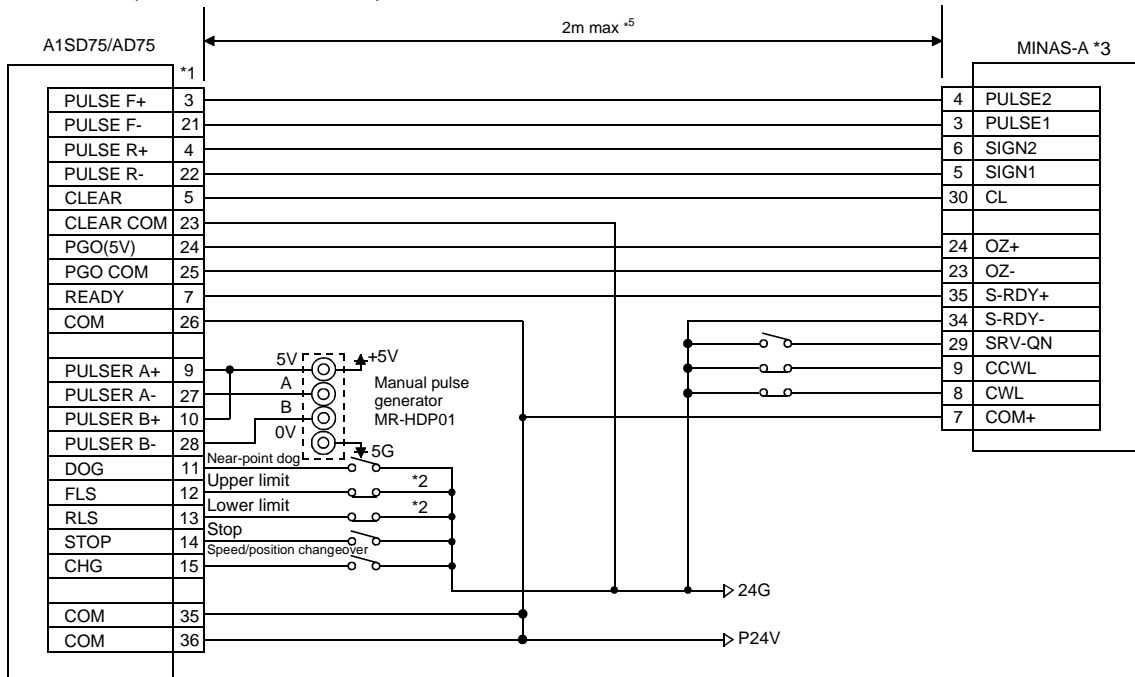 2m max *5
A1SD75/AD75
MINAS-A *3
*1
PULSE F+ 3
4 PULSE2
PULSE F- 21
3 PULSE1
PULSE R+ 4
6 SIGN2
PULSE R- 22
5 SIGN1
CLEAR 5
30 CL
CLEAR COM 23
PGO(5V) 24
24 OZ+
PGO COM 25
23 OZ-
READY 7
35 S-RDY+
COM 26
34 S-RDY-
29 SRV-QN
PULSER A+ 9
5V
+5V
9 CCWL
PULSER A- 27
A
8 CWL
PULSER B+ 10
B
7 COM+
PULSER B- 28
0V
5G
Manual pulse
generator
MR-HDP01
DOG 11
Near-point dog
FLS 12
Upper limit *2
RLS 13
Lower limit *2
STOP 14
Stop
CHG 15
Speed/position changeover
24G
COM 35
COM 36
P24V